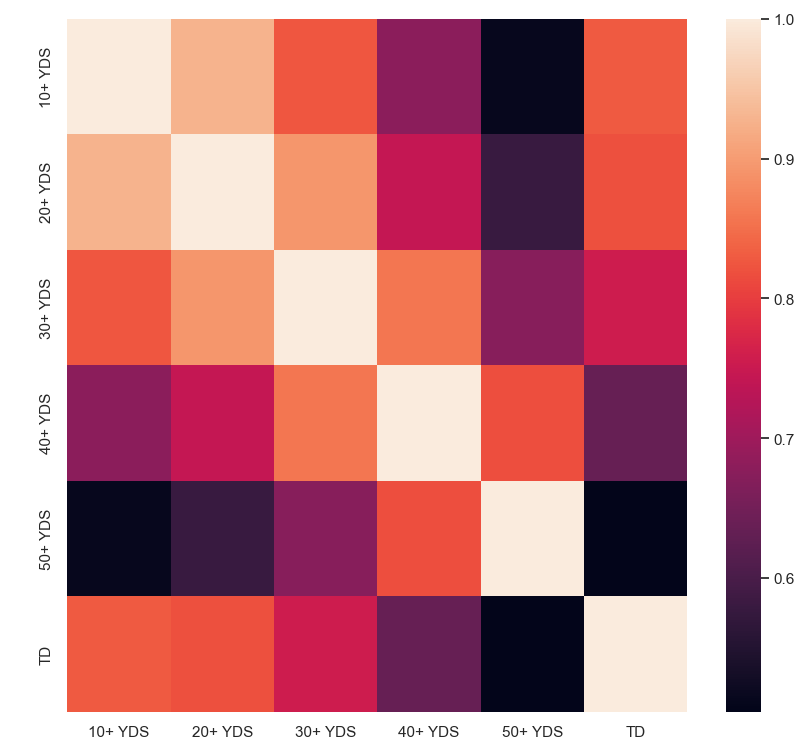 10+ YDS
20+ YDS
30+ YDS
40+ YDS
50+ YDS
TD
10+ YDS
20+ YDS
30+ YDS
40+ YDS
50+ YDS
TD
1.0
0.9
0.8
0.7
0.6